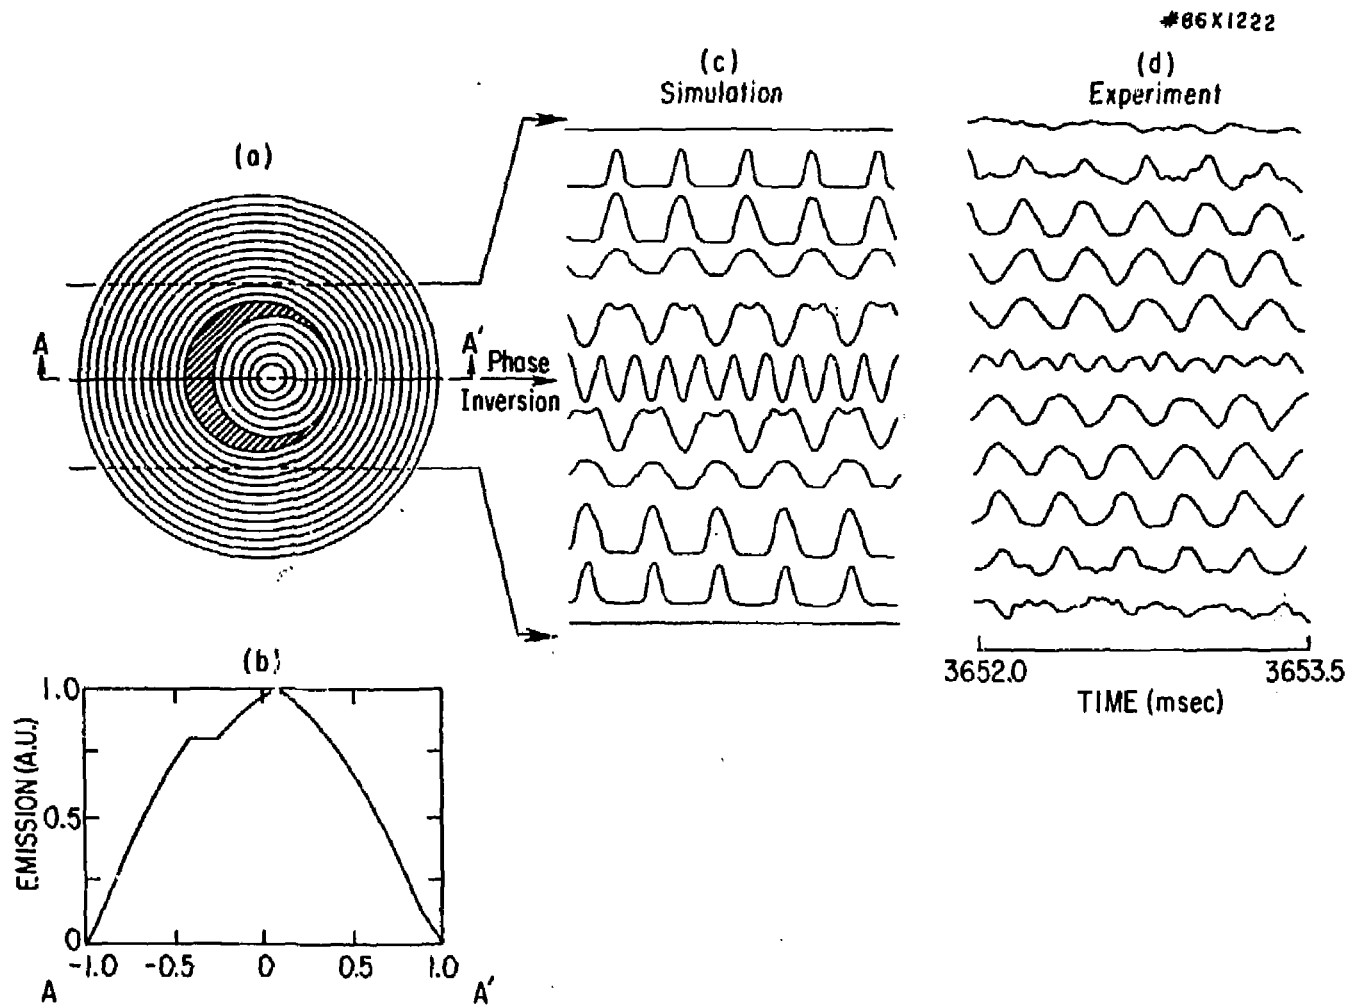 #86X1222
(a)
A
A'
Phase
Inversion
(c)
Simulation
(d)
Experiment
3652.0
3653.5
TIME (msec)
(b)
EMISSION (A.U.)
1.0
0.5
0
-1.0
-0.5
0
0.5
1.0
A
A'